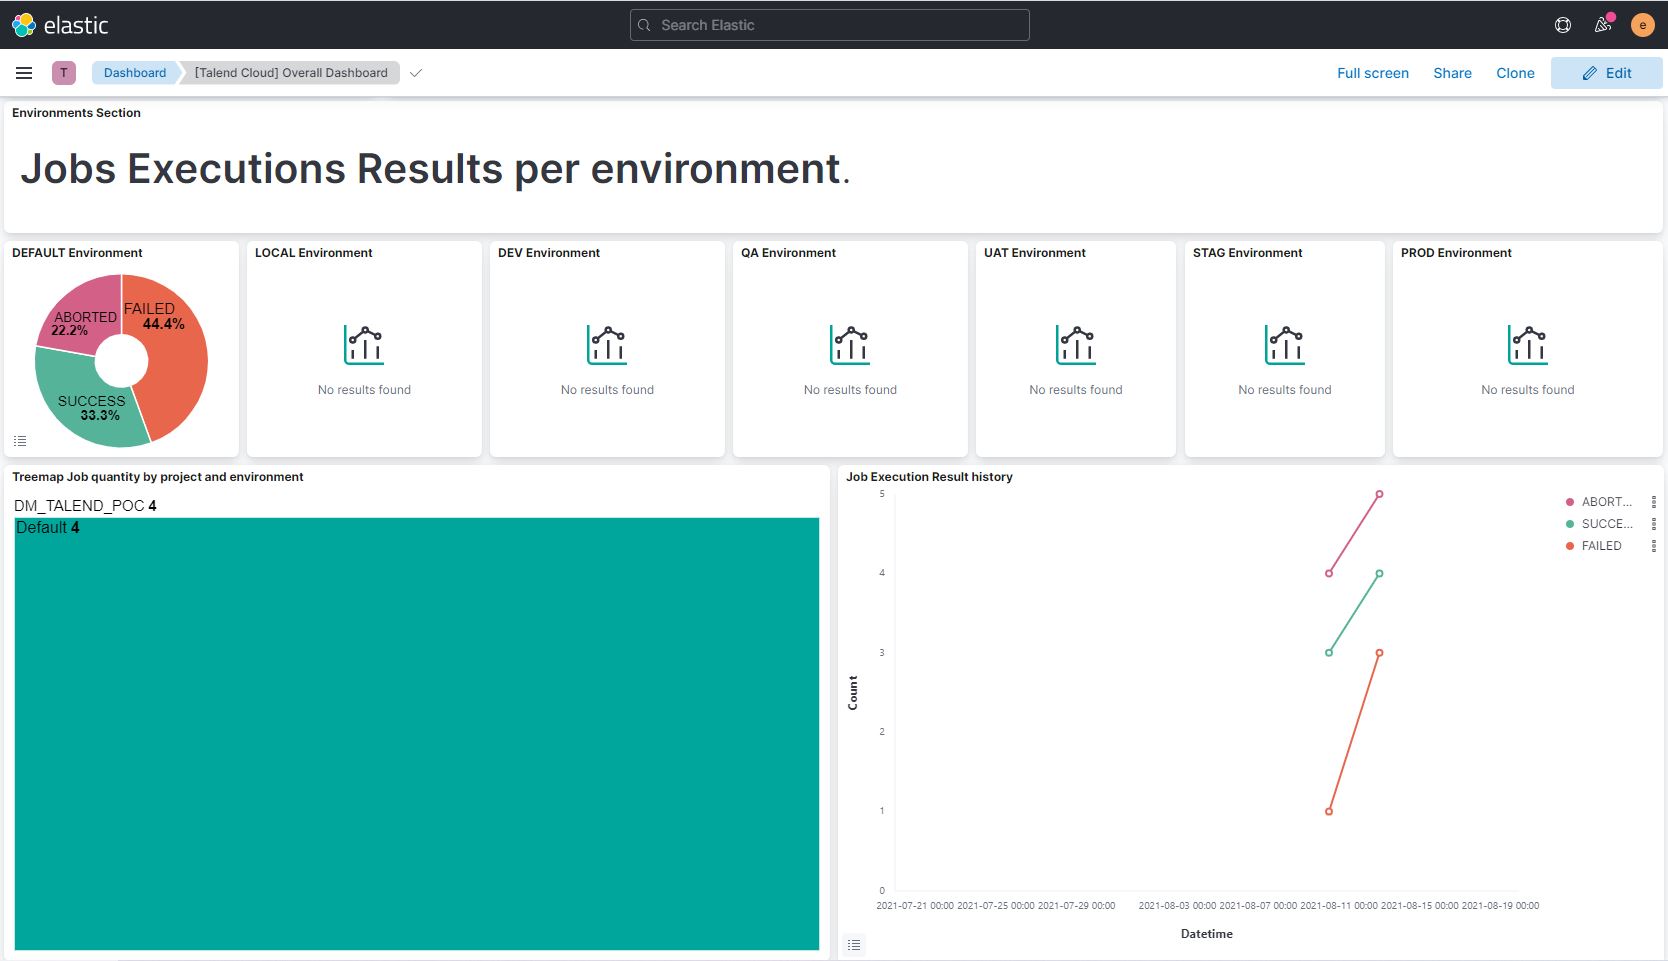 elastic
Search Elastic
e
T
Dashboard
[Talend Cloud] Overall Dashboard
Full screen
Share
Clone
Edit
Environments Section
Jobs Executions Results per environment.
DEFAULT Environment
ABORTED
22.2%
FAILED
44.4%
SUCCESS
33.3%
LOCAL Environment
No results found
DEV Environment
No results found
QA Environment
No results found
UAT Environment
No results found
STAG Environment
No results found
PROD Environment
No results found
Treemap Job quantity by project and environment
DM_TALEND_POC 4
Default 4
Job Execution Result history
5
4
3
2
1
0
Count
2021-07-21 00:00
2021-07-25 00:00
2021-07-29 00:00
2021-08-03 00:00
2021-08-07 00:00
2021-08-11 00:00
2021-08-15 00:00
2021-08-19 00:00
Datetime
ABORT...
SUCCE...
FAILED